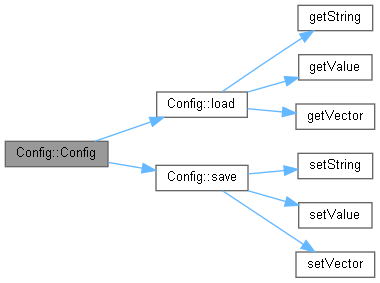 Config::Config
Config::load
getString
getValue
getVector
Config::save
setString
setValue
setVector